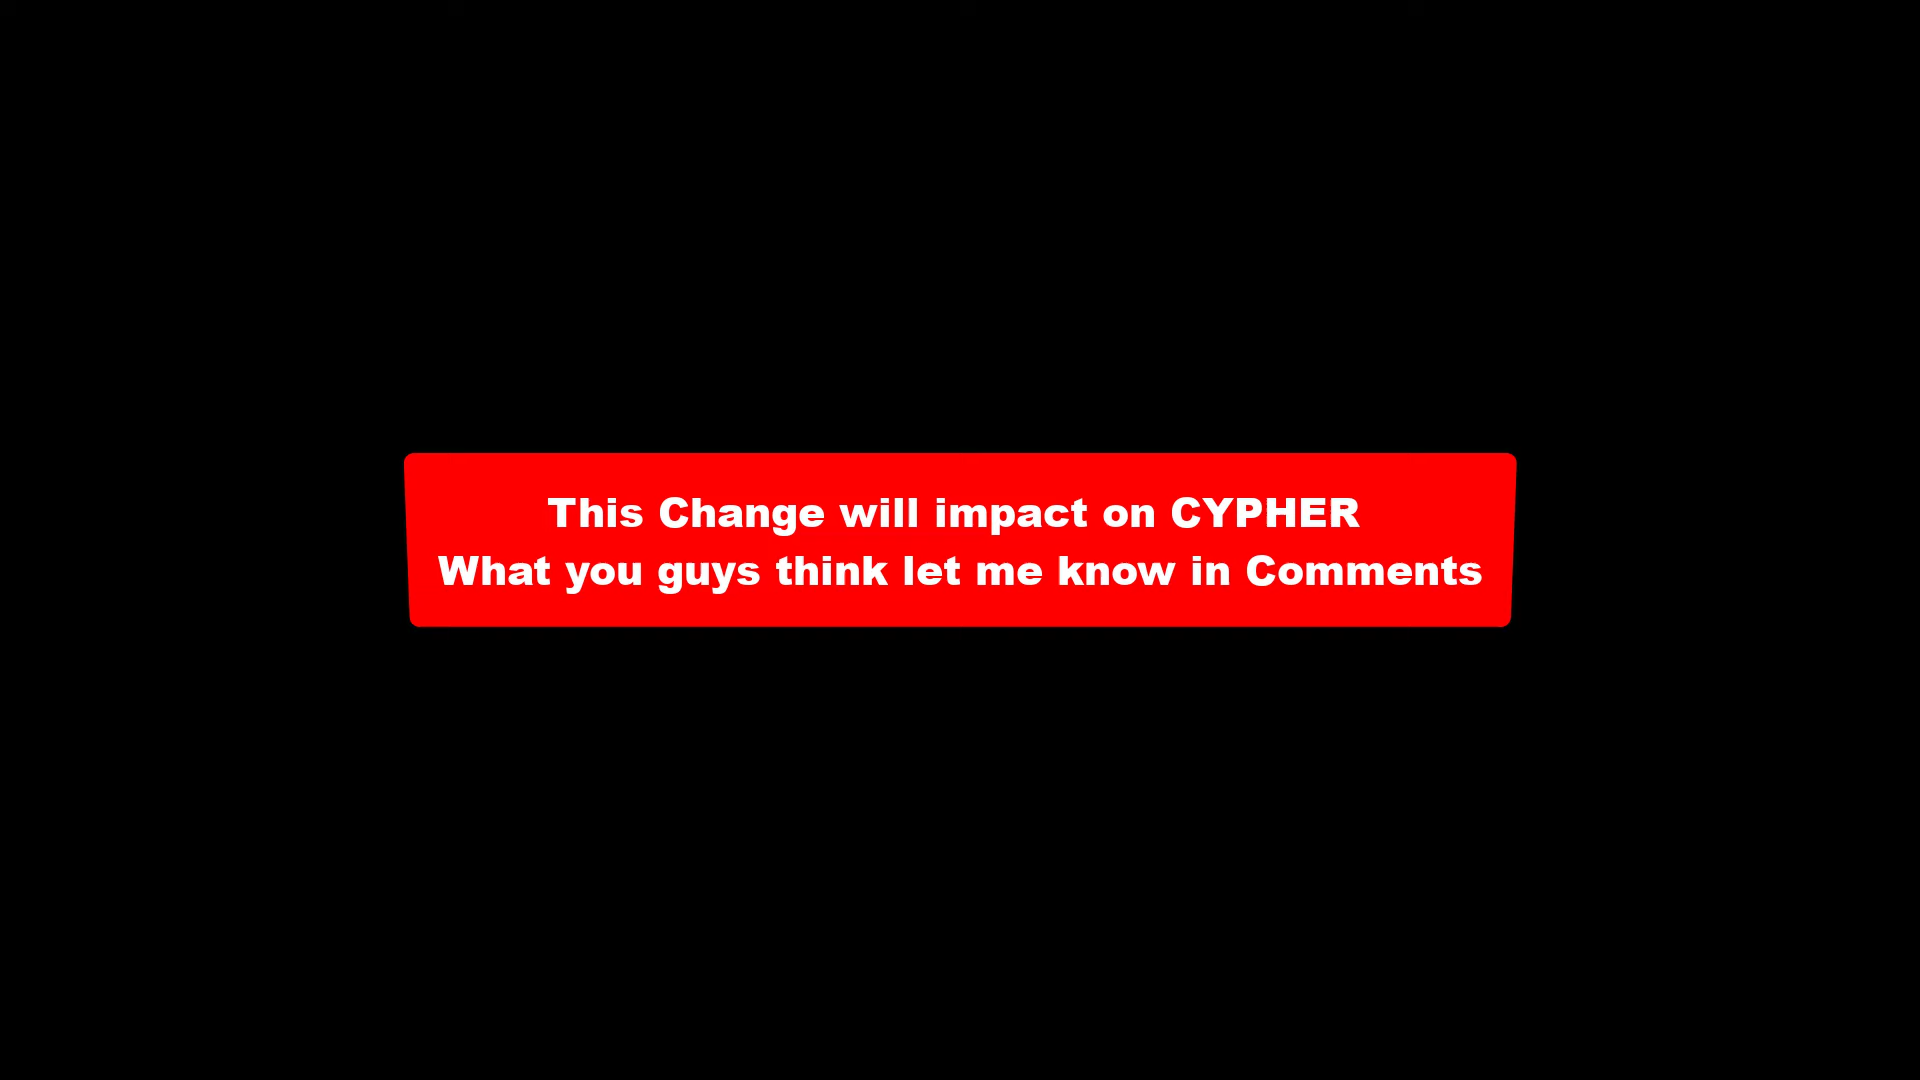 This Change will impact on CYPHER
What you guys think let me know in Comments